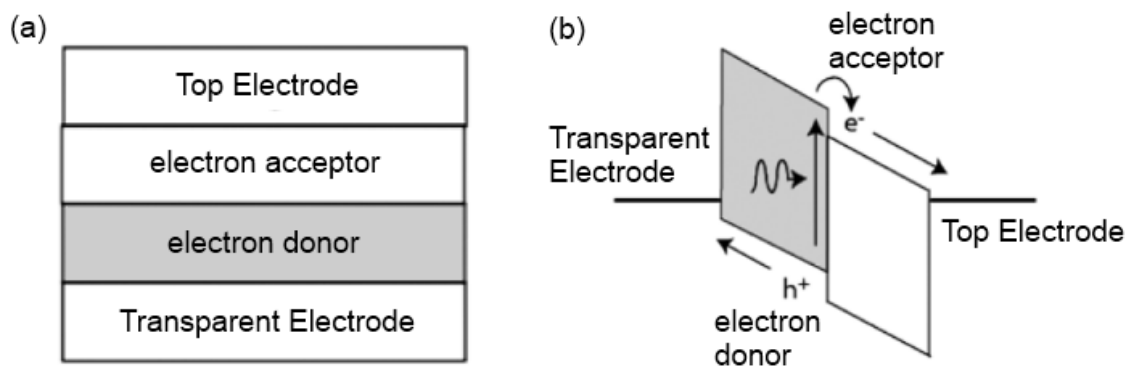 (a)
Top Electrode
electron acceptor
electron donor
Transparent Electrode
(b)
electron
acceptor
e-
Transparent
Electrode
Top Electrode
h+
electron
donor